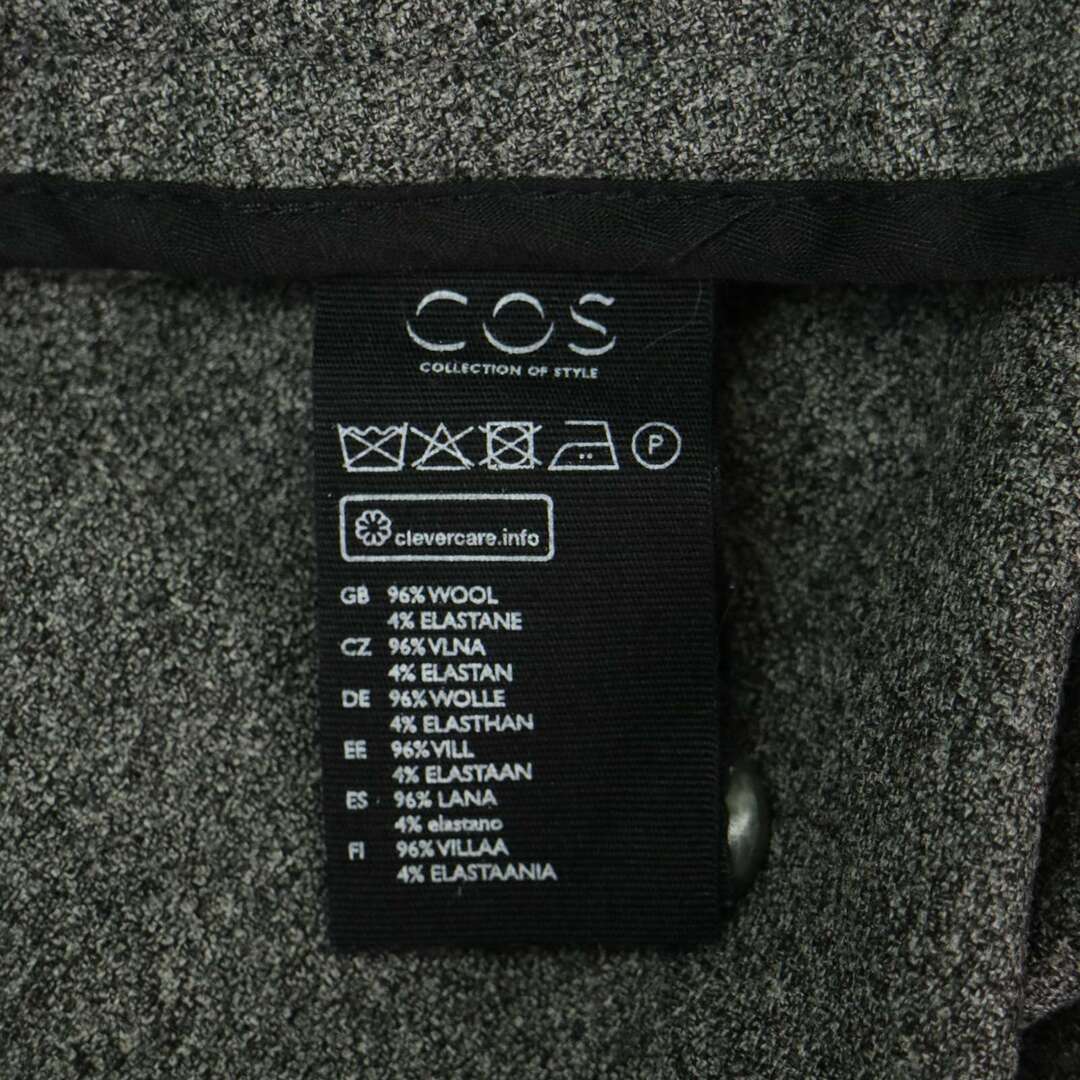 COS
COLLECTION OF STYLE
P
clevercare.info
GB 96% WOOL
4% ELASTANE
CZ 96% VLNA
4% ELASTAN
DE 96% WOLLE
4% ELASTHAN
EE 96% VILL
4% ELASTAAN
ES 96% LANA
4% elastano
FI 96% VILLAA
4% ELASTAANIA